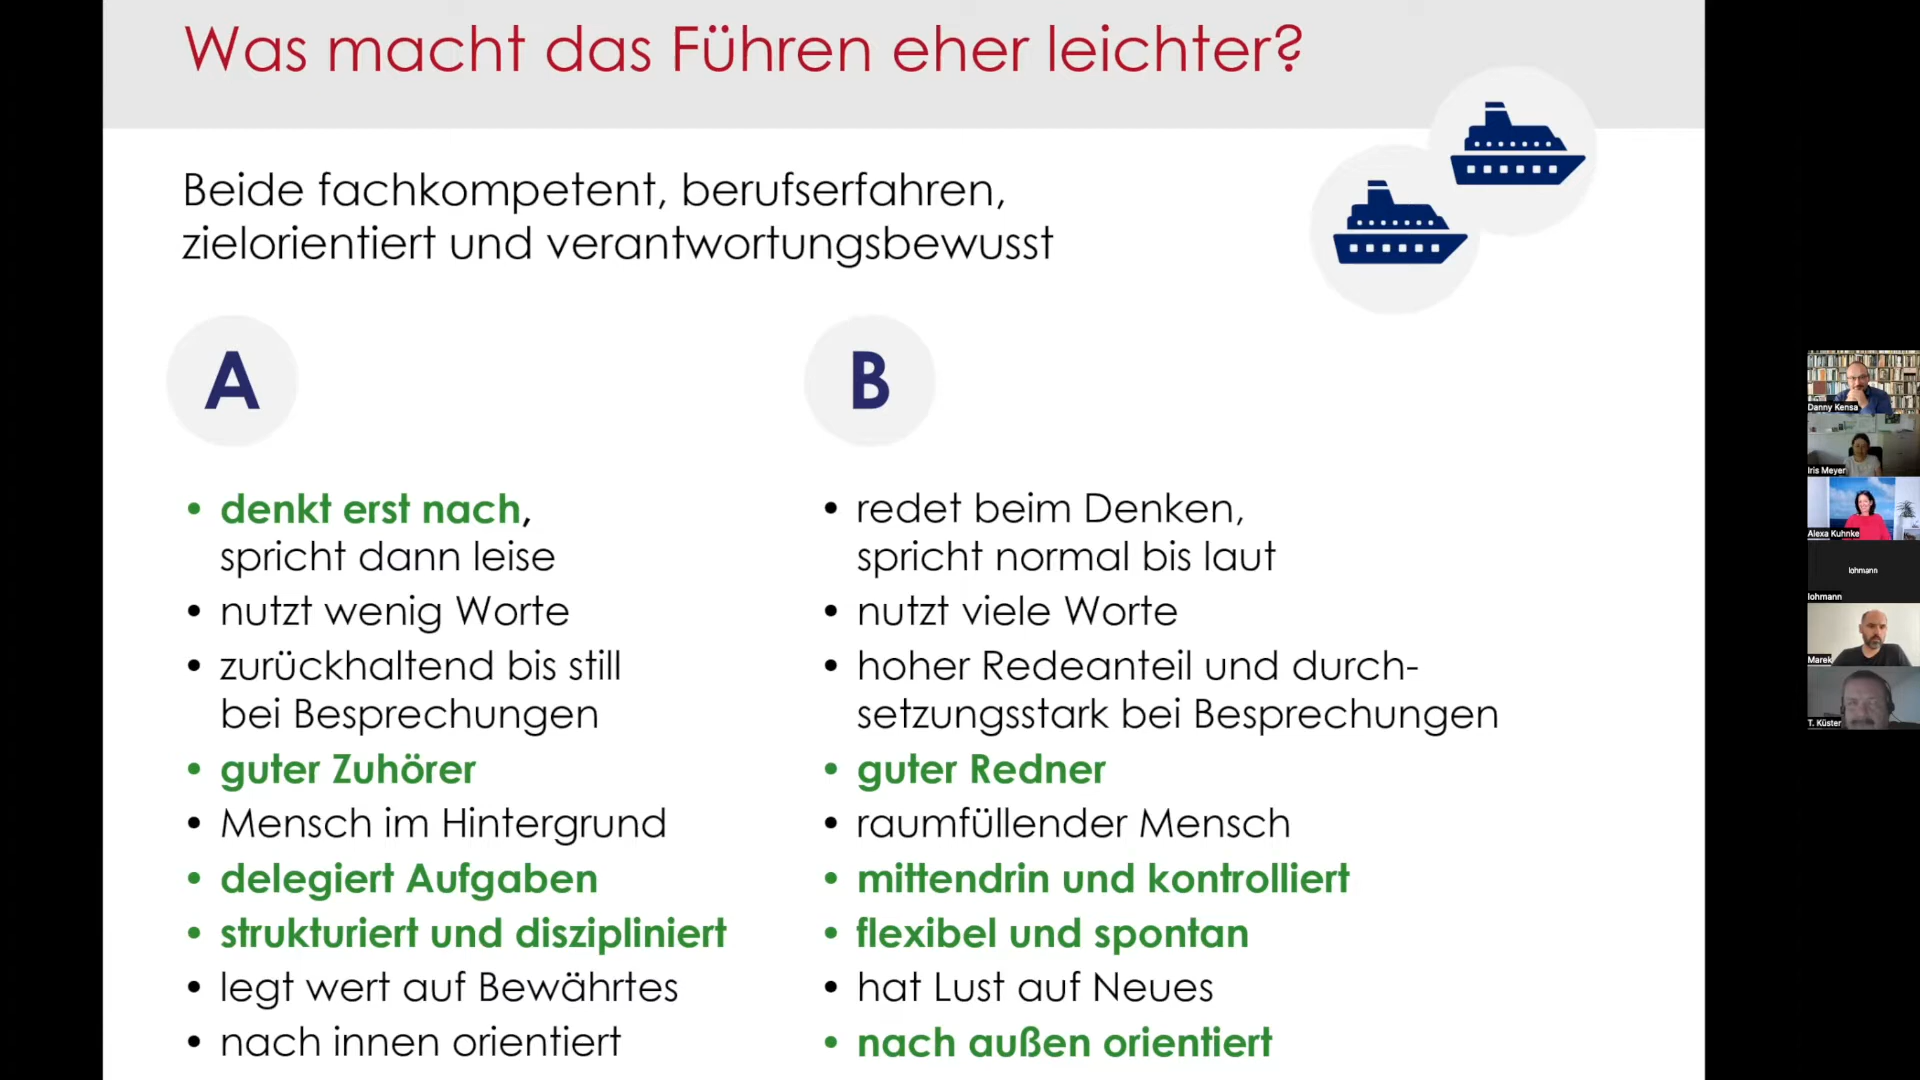 Was macht das Führen eher leichter?
Beide fachkompetent, berufserfahren,
zielorientiert und verantwortungsbewusst
A
• denkt erst nach,
spricht dann leise
• nutzt wenig Worte
• zurückhaltend bis still
bei Besprechungen
• guter Zuhörer
• Mensch im Hintergrund
• delegiert Aufgaben
• strukturiert und diszipliniert
• legt wert auf Bewährtes
• nach innen orientiert
B
• redet beim Denken,
spricht normal bis laut
• nutzt viele Worte
• hoher Redeanteil und durch-
setzungsstark bei Besprechungen
• guter Redner
• raumfüllender Mensch
• mittendrin und kontrolliert
• flexibel und spontan
• hat Lust auf Neues
• nach außen orientiert
Danny Kensa
Iris Meyer
Alexa Kuhnke
lohmann
lohmann
Marek
T. Küster